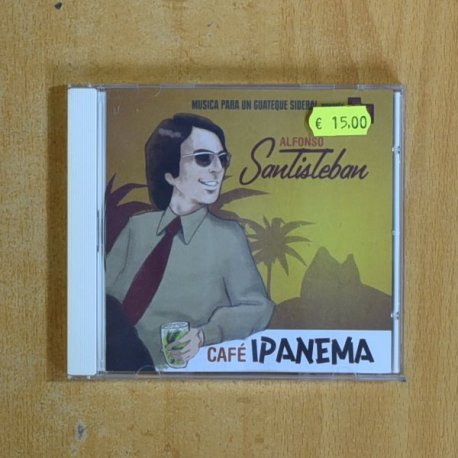 MUSICA PARA UN GUATEQUE SIDERAL
€ 15,00
ALFONSO
Santisteban
CAFÉ IPANEMA